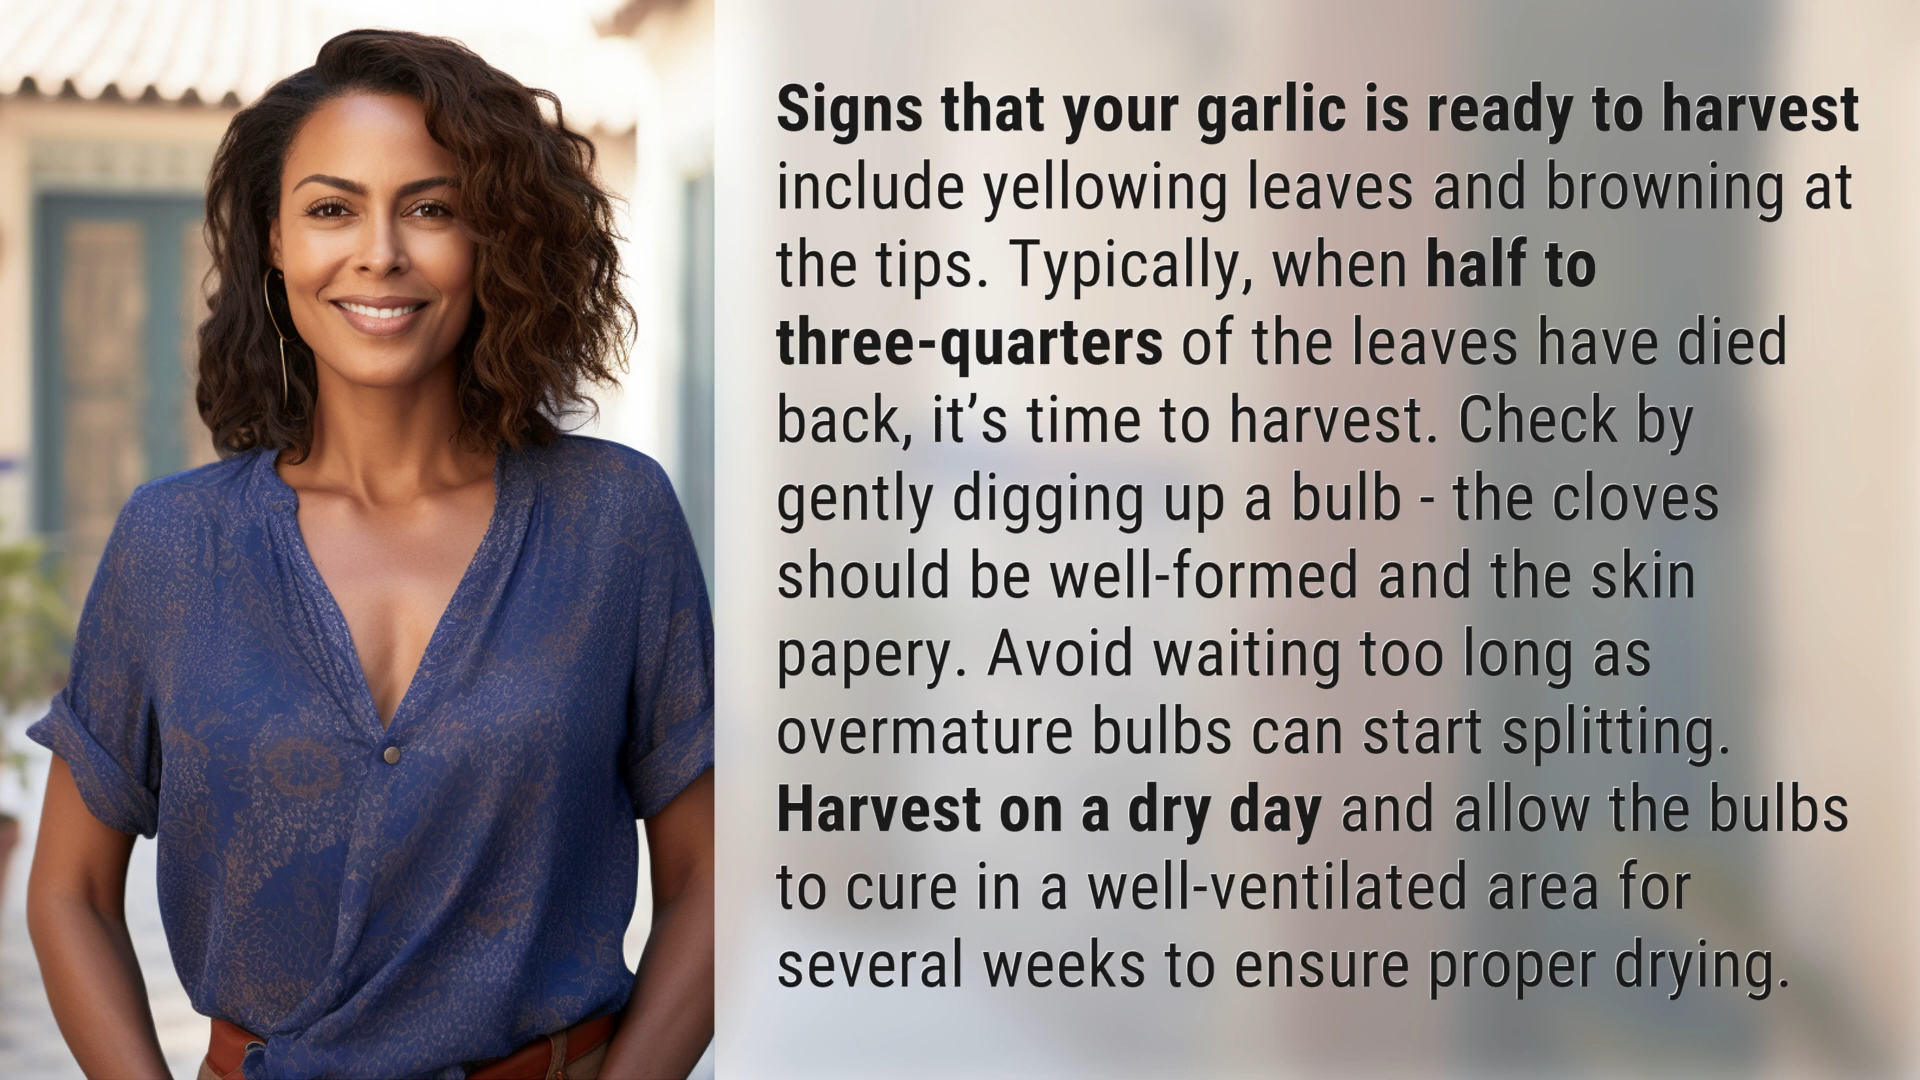 Signs that your garlic is ready to harvest
include yellowing leaves and browning at
the tips. Typically, when half to
three-quarters of the leaves have died
back, it’s time to harvest. Check by
gently digging up a bulb - the cloves
should be well-formed and the skin
papery. Avoid waiting too long as
overmature bulbs can start splitting.
Harvest on a dry day and allow the bulbs
to cure in a well-ventilated area for
several weeks to ensure proper drying.